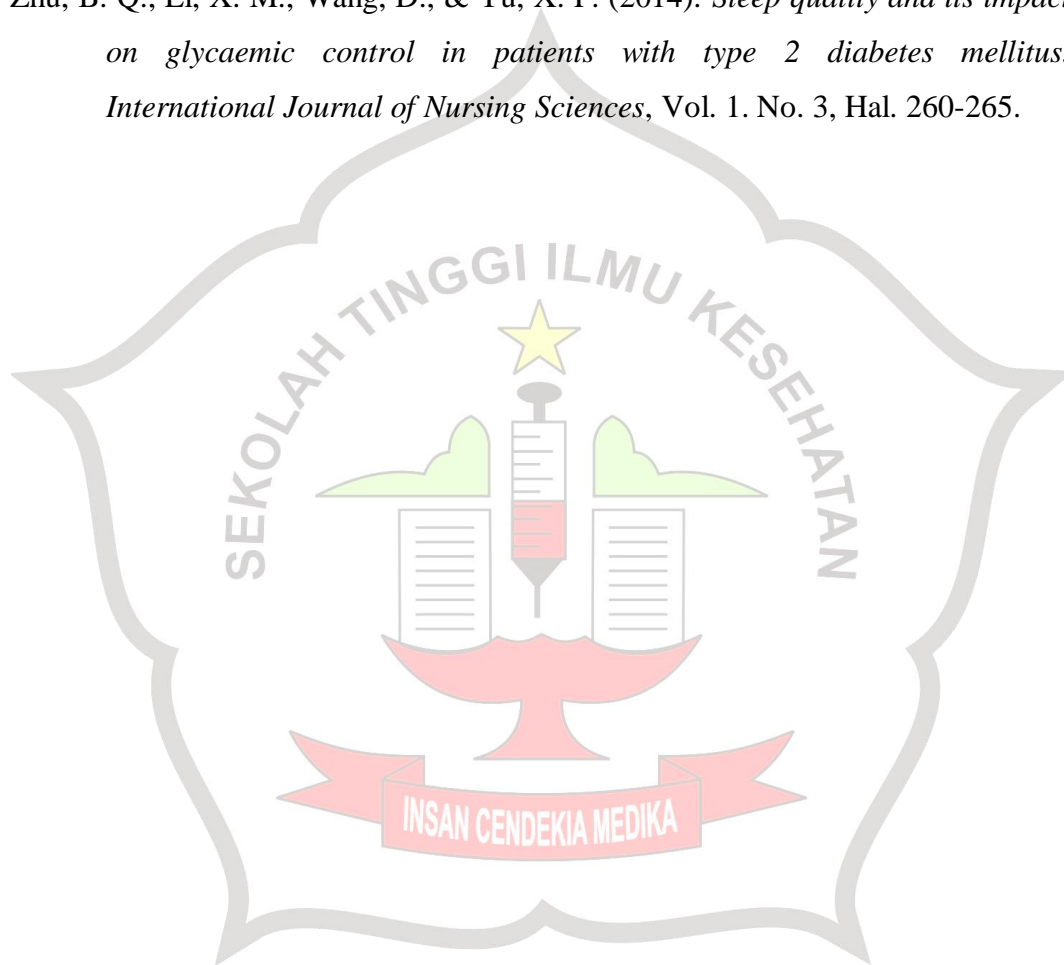 Zhu, B. Q., Li, X. M., Wang, D., & Yu, X. F. (2014). Sleep quality and its impact
on glycaemic control in patients with type 2 diabetes mellitus.
International Journal of Nursing Sciences, Vol. 1. No. 3, Hal. 260-265.
SEKOLAH TINGGI ILMU KESEHATAN
INSAN CENDEKIA MEDIKA